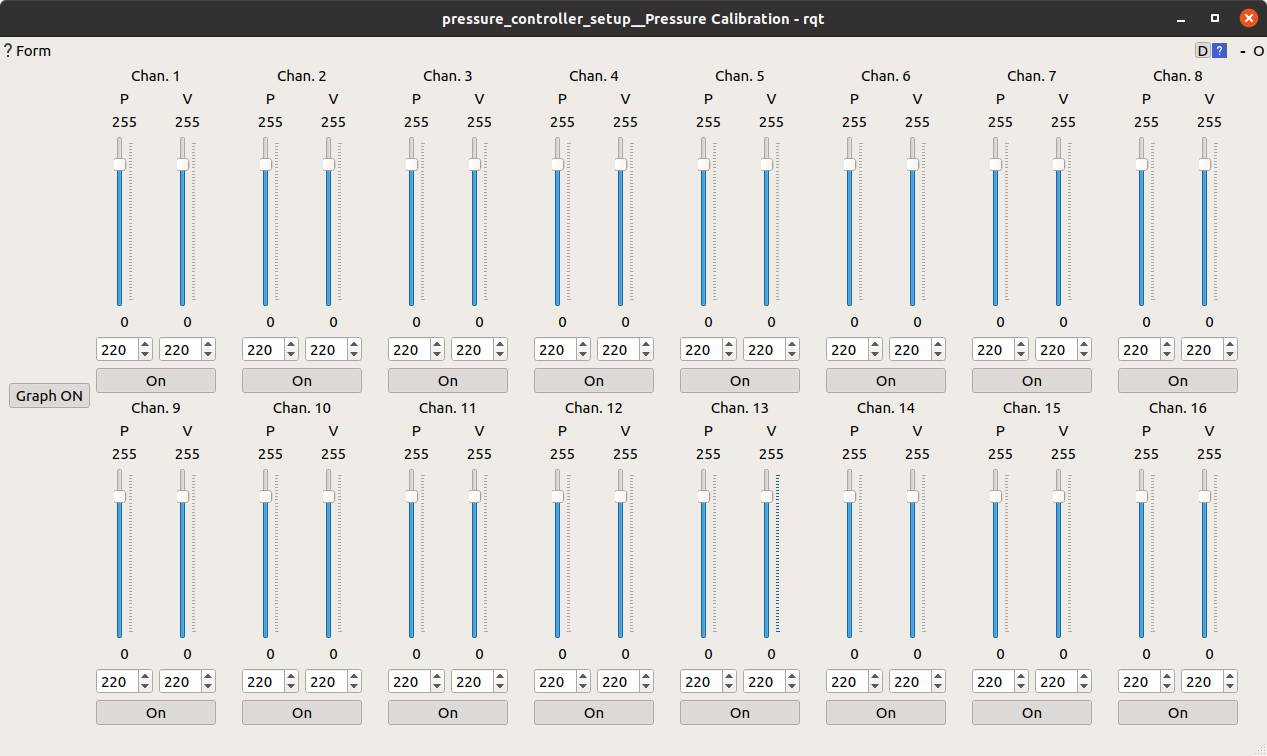 pressure_controller_setup__Pressure Calibration - rqt
? Form D ? - O
Chan. 1 Chan. 2 Chan. 3 Chan. 4 Chan. 5 Chan. 6 Chan. 7 Chan. 8
P V P V P V P V P V P V P V P V
255 255 255 255 255 255 255 255 255 255 255 255 255 255 255 255
0 0 0 0 0 0 0 0 0 0 0 0 0 0 0 0
220 220 220 220 220 220 220 220 220 220 220 220 220 220 220 220
On On On On On On On On
Graph ON
Chan. 9 Chan. 10 Chan. 11 Chan. 12 Chan. 13 Chan. 14 Chan. 15 Chan. 16
P V P V P V P V P V P V P V P V
255 255 255 255 255 255 255 255 255 255 255 255 255 255 255 255
0 0 0 0 0 0 0 0 0 0 0 0 0 0 0 0
220 220 220 220 220 220 220 220 220 220 220 220 220 220 220 220
On On On On On On On On